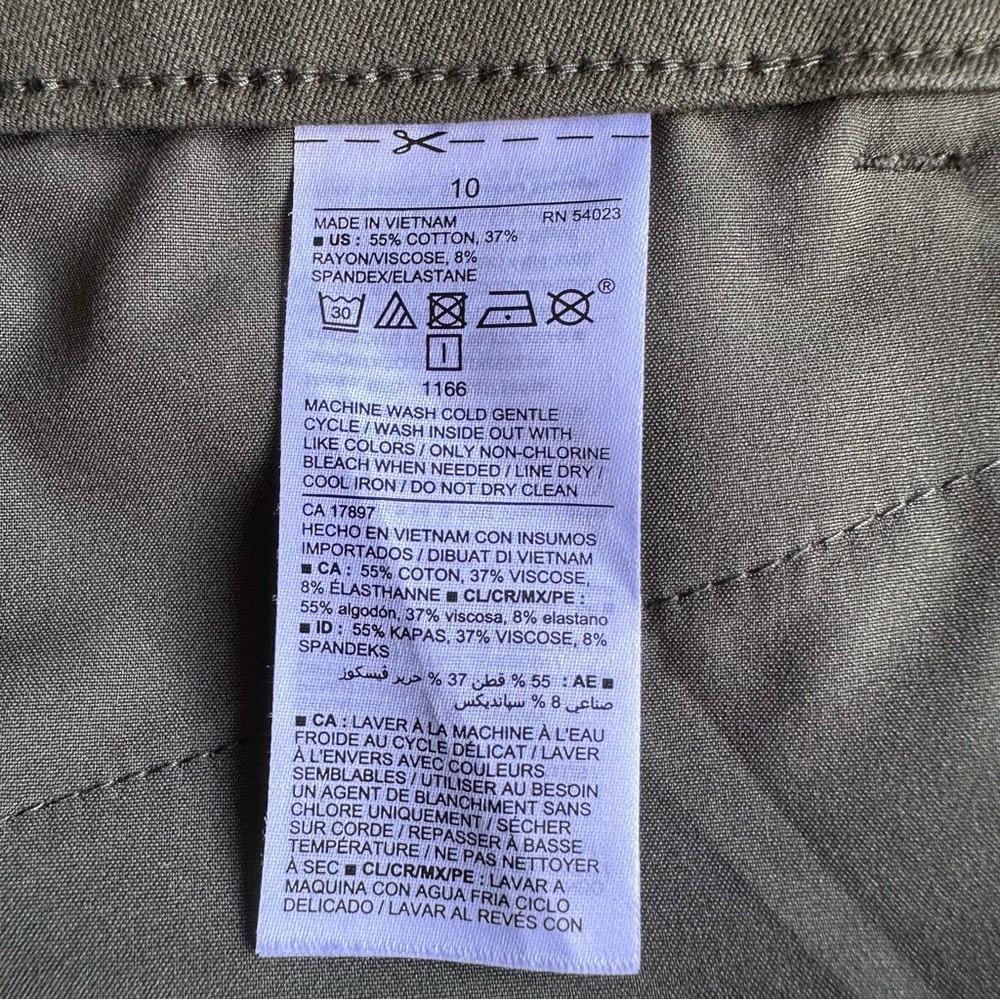 10
MADE IN VIETNAM RN 54023
■ US : 55% COTTON, 37%
RAYON/VISCOSE, 8%
SPANDEX/ELASTANE
30 ®
1166
MACHINE WASH COLD GENTLE
CYCLE / WASH INSIDE OUT WITH
LIKE COLORS / ONLY NON-CHLORINE
BLEACH WHEN NEEDED / LINE DRY /
COOL IRON / DO NOT DRY CLEAN
CA 17897
HECHO EN VIETNAM CON INSUMOS
IMPORTADOS / DIBUAT DI VIETNAM
■ CA : 55% COTON, 37% VISCOSE,
8% ÉLASTHANNE ■ CL/CR/MX/PE :
55% algodón, 37% viscosa, 8% elastano
■ ID : 55% KAPAS, 37% VISCOSE, 8%
SPANDEKS
■ AE : 55 % قطن 37 % حرير ڤيسكوز
صناعي 8 % سپانديكس
■ CA : LAVER À LA MACHINE À L'EAU
FROIDE AU CYCLE DÉLICAT / LAVER
À L'ENVERS AVEC COULEURS
SEMBLABLES / UTILISER AU BESOIN
UN AGENT DE BLANCHIMENT SANS
CHLORE UNIQUEMENT / SÉCHER
SUR CORDE / REPASSER À BASSE
TEMPÉRATURE / NE PAS NETTOYER
À SEC ■ CL/CR/MX/PE : LAVAR A
MAQUINA CON AGUA FRIA CICLO
DELICADO / LAVAR AL REVÉS CON